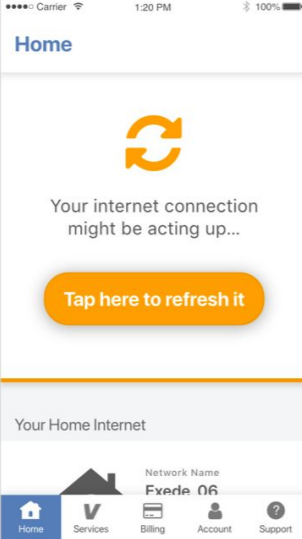 Carrier 1:20 PM 100%
Home
Your internet connection
might be acting up...
Tap here to refresh it
Your Home Internet
Network Name
Exede_06
Home Services Billing Account Support